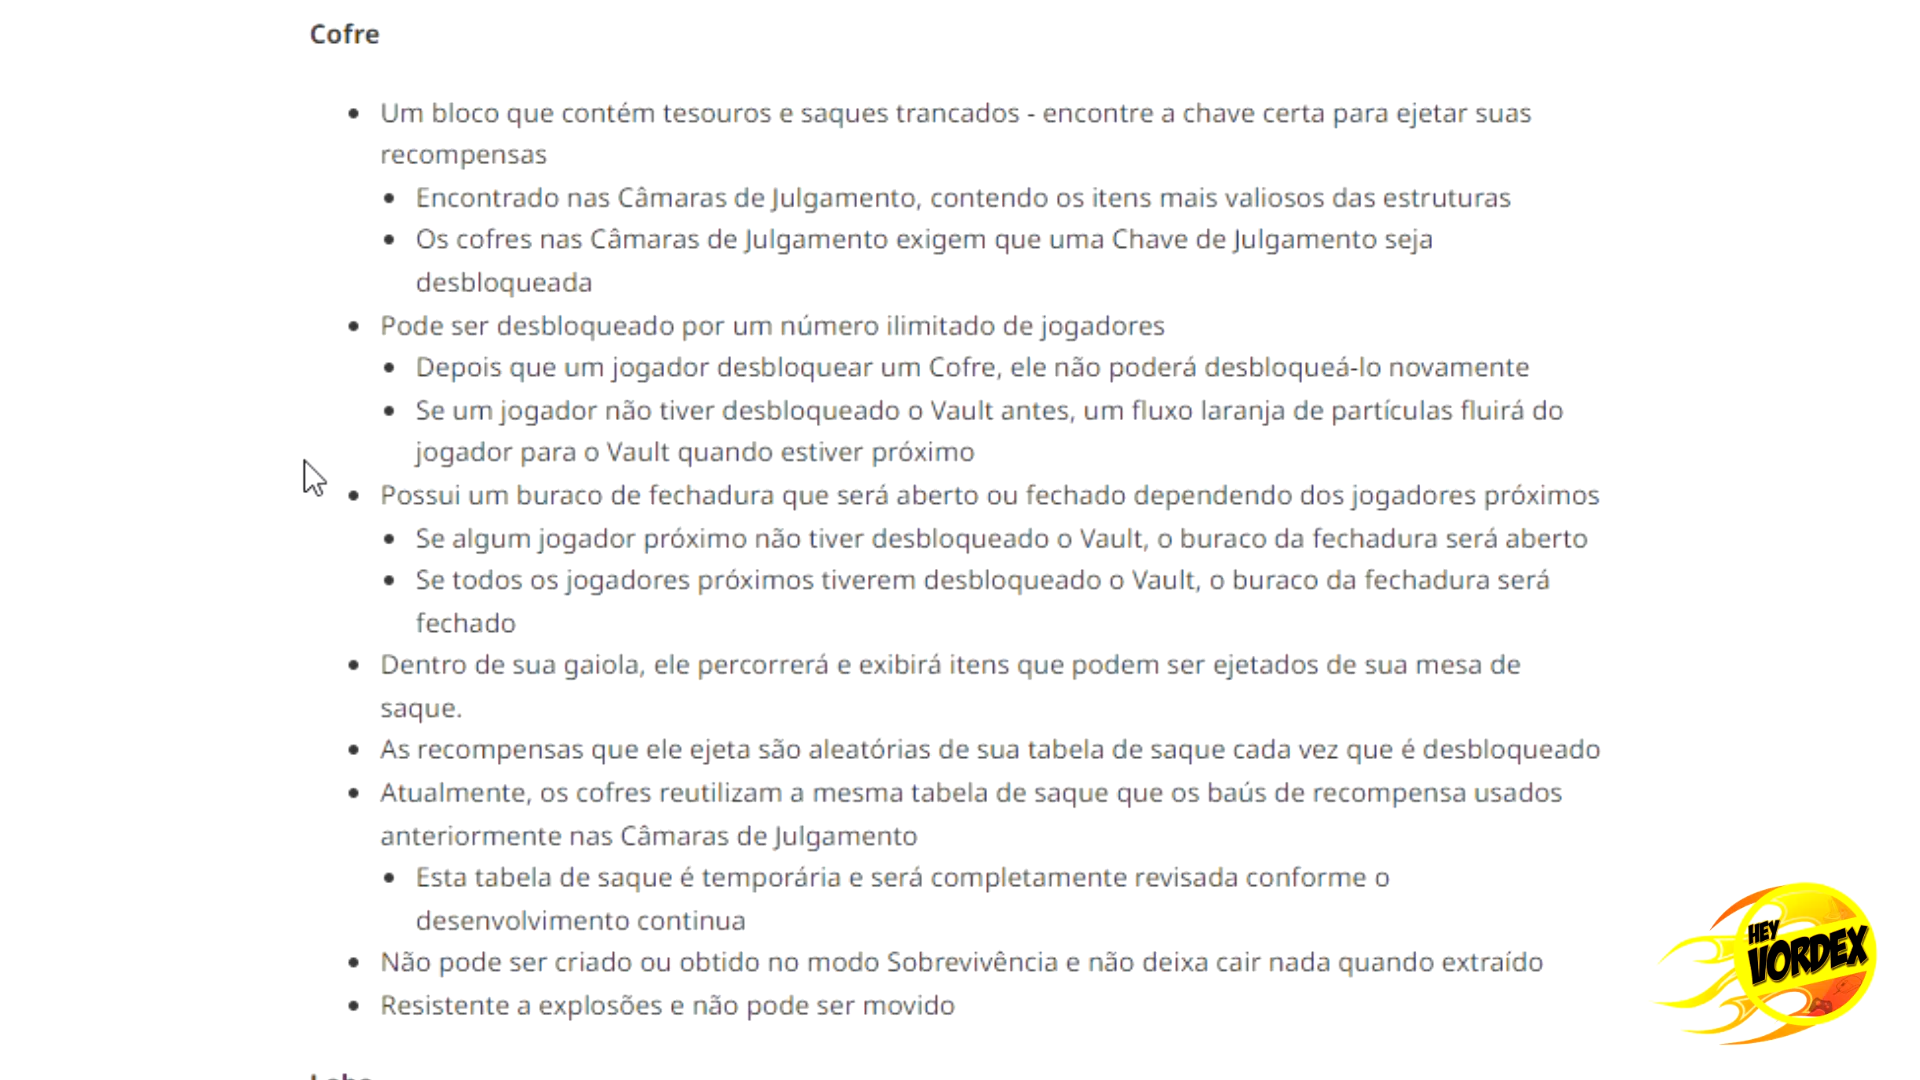 Cofre
Um bloco que contém tesouros e saques trancados - encontre a chave certa para ejetar suas
recompensas
Encontrado nas Câmaras de Julgamento, contendo os itens mais valiosos das estruturas
Os cofres nas Câmaras de Julgamento exigem que uma Chave de Julgamento seja
desbloqueada
Pode ser desbloqueado por um número ilimitado de jogadores
Depois que um jogador desbloquear um Cofre, ele não poderá desbloqueá-lo novamente
Se um jogador não tiver desbloqueado o Vault antes, um fluxo laranja de partículas fluirá do
jogador para o Vault quando estiver próximo
Possui um buraco de fechadura que será aberto ou fechado dependendo dos jogadores próximos
Se algum jogador próximo não tiver desbloqueado o Vault, o buraco da fechadura será aberto
Se todos os jogadores próximos tiverem desbloqueado o Vault, o buraco da fechadura será
fechado
Dentro de sua gaiola, ele percorrerá e exibirá itens que podem ser ejetados de sua mesa de
saque.
As recompensas que ele ejeta são aleatórias de sua tabela de saque cada vez que é desbloqueado
Atualmente, os cofres reutilizam a mesma tabela de saque que os baús de recompensa usados
anteriormente nas Câmaras de Julgamento
Esta tabela de saque é temporária e será completamente revisada conforme o
desenvolvimento continua
Não pode ser criado ou obtido no modo Sobrevivência e não deixa cair nada quando extraído
Resistente a explosões e não pode ser movido
HEY
VORDEX